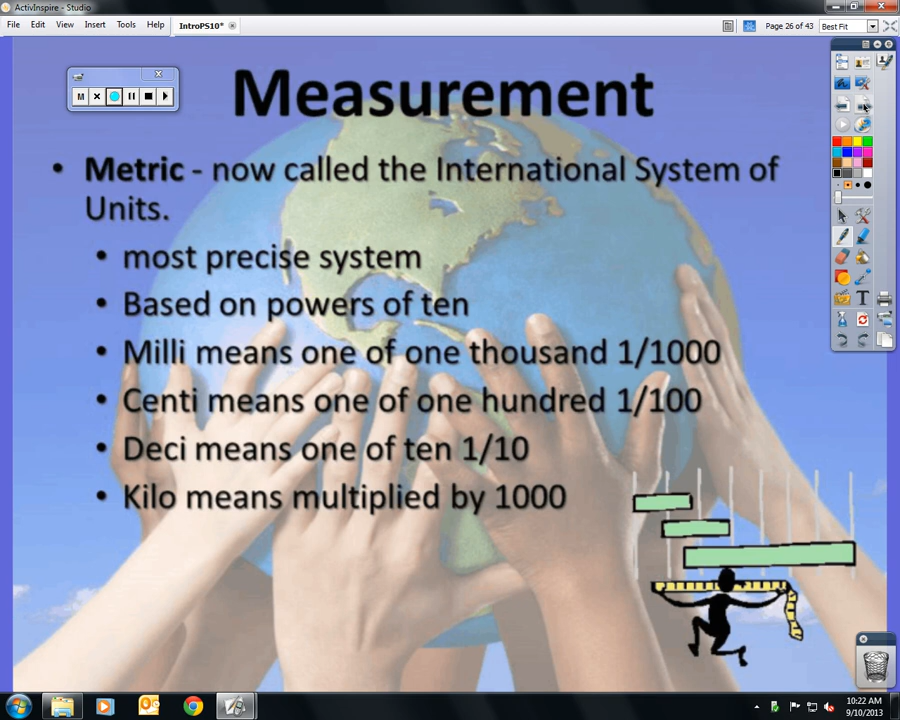 ActivInspire - Studio
File Edit View Insert Tools Help IntroPS10* Page 26 of 43 Best Fit
M
Measurement
• Metric - now called the International System of
Units.
• most precise system
• Based on powers of ten
• Milli means one of one thousand 1/1000
• Centi means one of one hundred 1/100
• Deci means one of ten 1/10
• Kilo means multiplied by 1000
T
10:22 AM
9/10/2013